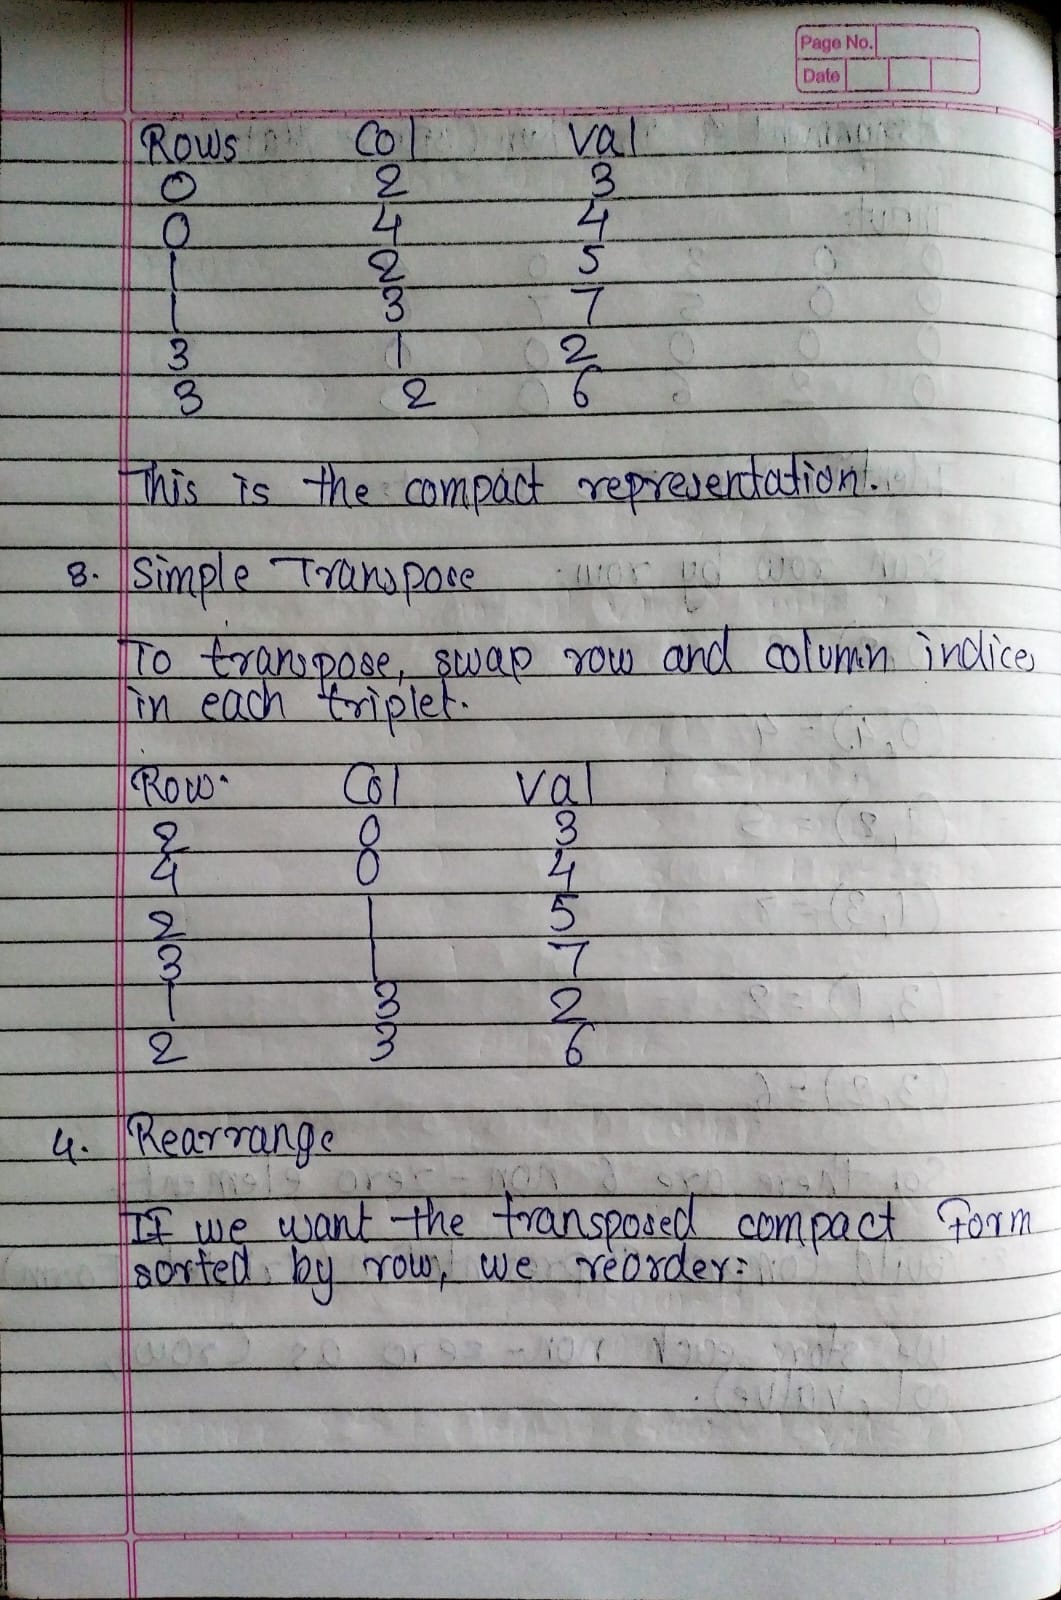 Page No.
Date
Rows Col Val
0 2 3
0 4 4
1 2 5
1 3 7
3 1 2
3 2 6
This is the compact representation.
3. Simple Transpose
To transpose, swap row and column indices
in each triplet.
Row Col Val
2 0 3
4 0 4
2 1 5
3 1 7
1 3 2
2 3 6
4. Rearrange
If we want the transposed compact form
sorted by row, we reorder: